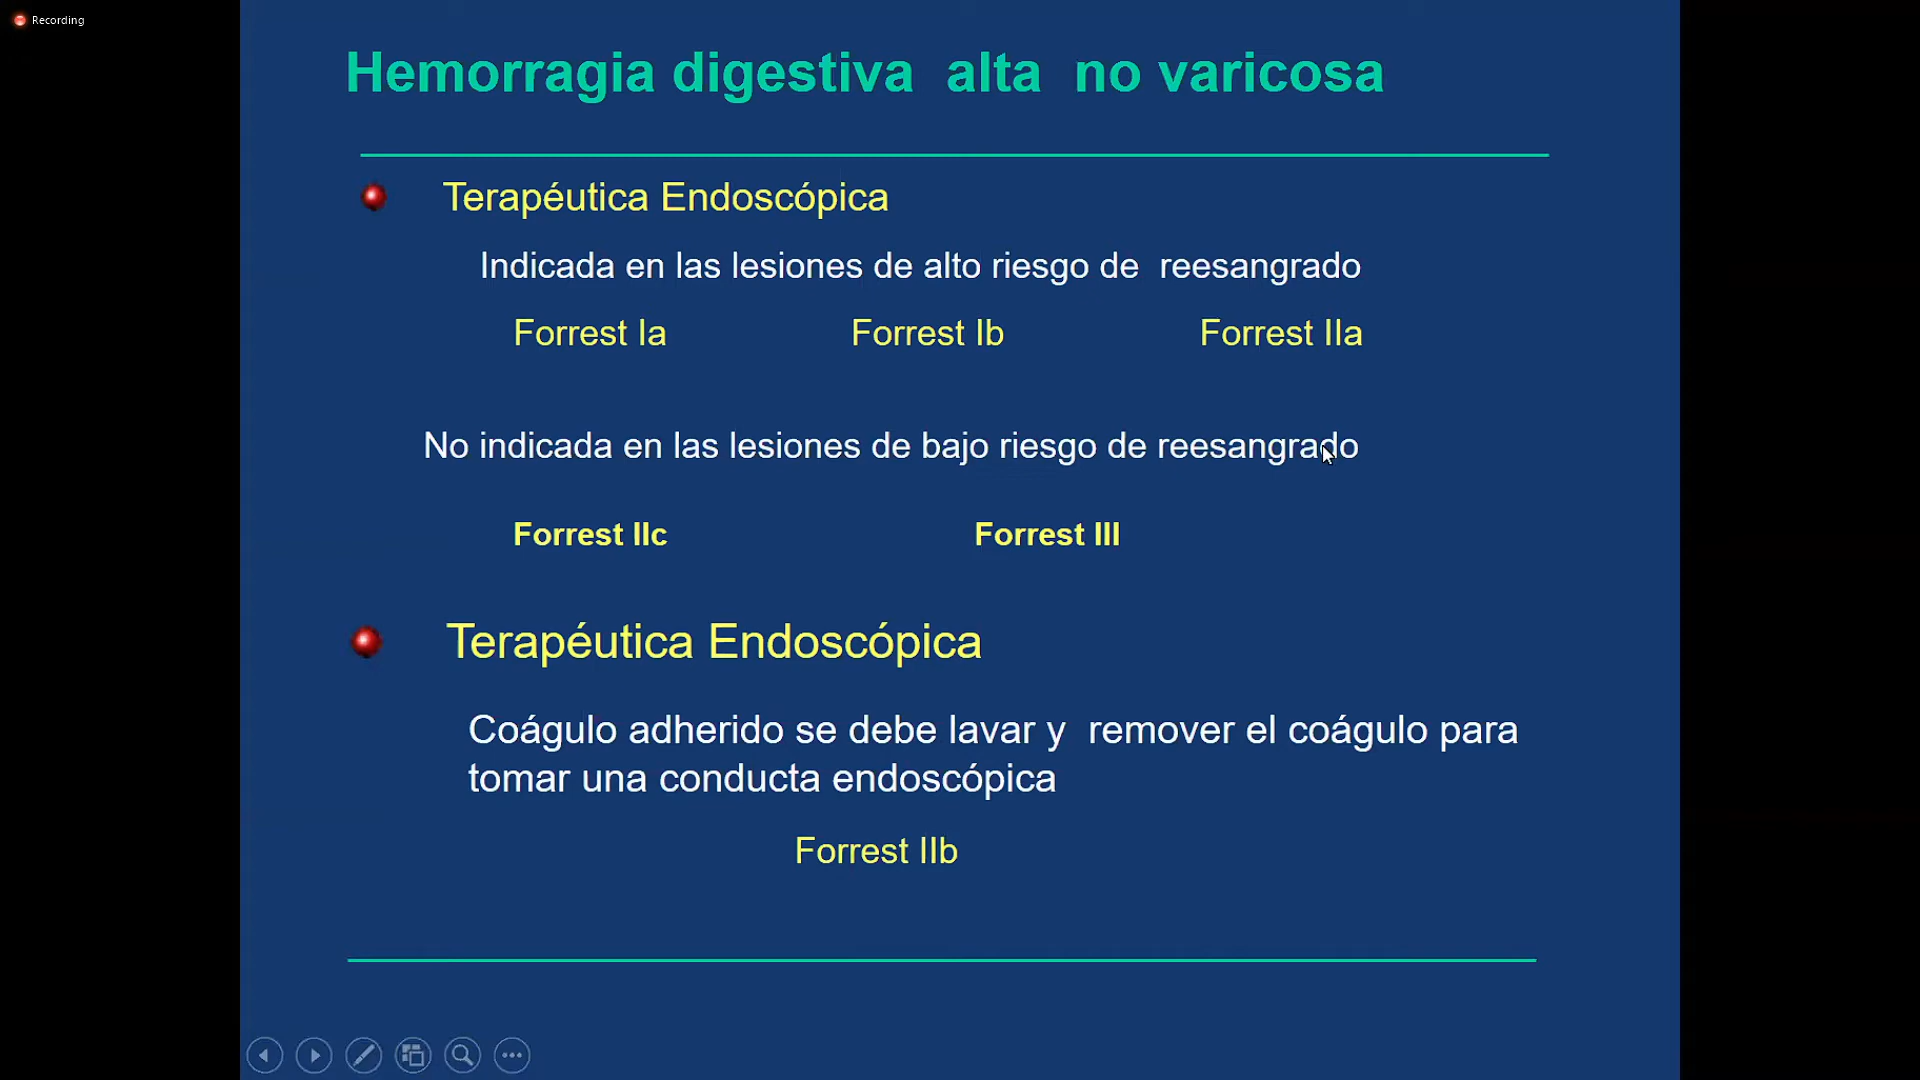 Recording
Hemorragia digestiva alta no varicosa
Terapéutica Endoscópica
Indicada en las lesiones de alto riesgo de reesangrado
Forrest Ia Forrest Ib Forrest IIa
No indicada en las lesiones de bajo riesgo de reesangrado
Forrest IIc Forrest III
Terapéutica Endoscópica
Coágulo adherido se debe lavar y remover el coágulo para
tomar una conducta endoscópica
Forrest IIb